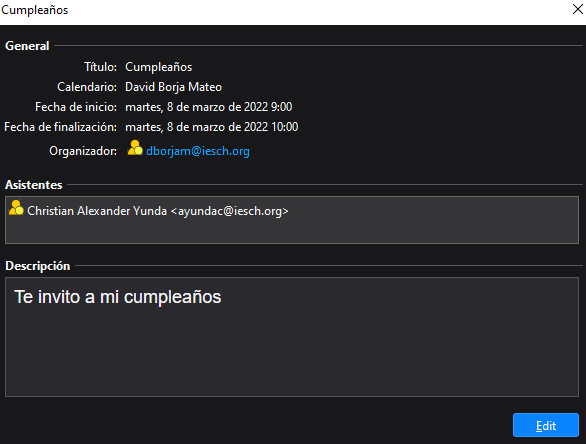 Cumpleaños
General
Título: Cumpleaños
Calendario: David Borja Mateo
Fecha de inicio: martes, 8 de marzo de 2022 9:00
Fecha de finalización: martes, 8 de marzo de 2022 10:00
Organizador: dborjam@iesch.org
Asistentes
Christian Alexander Yunda <ayundac@iesch.org>
Descripción
Te invito a mi cumpleaños
Edit